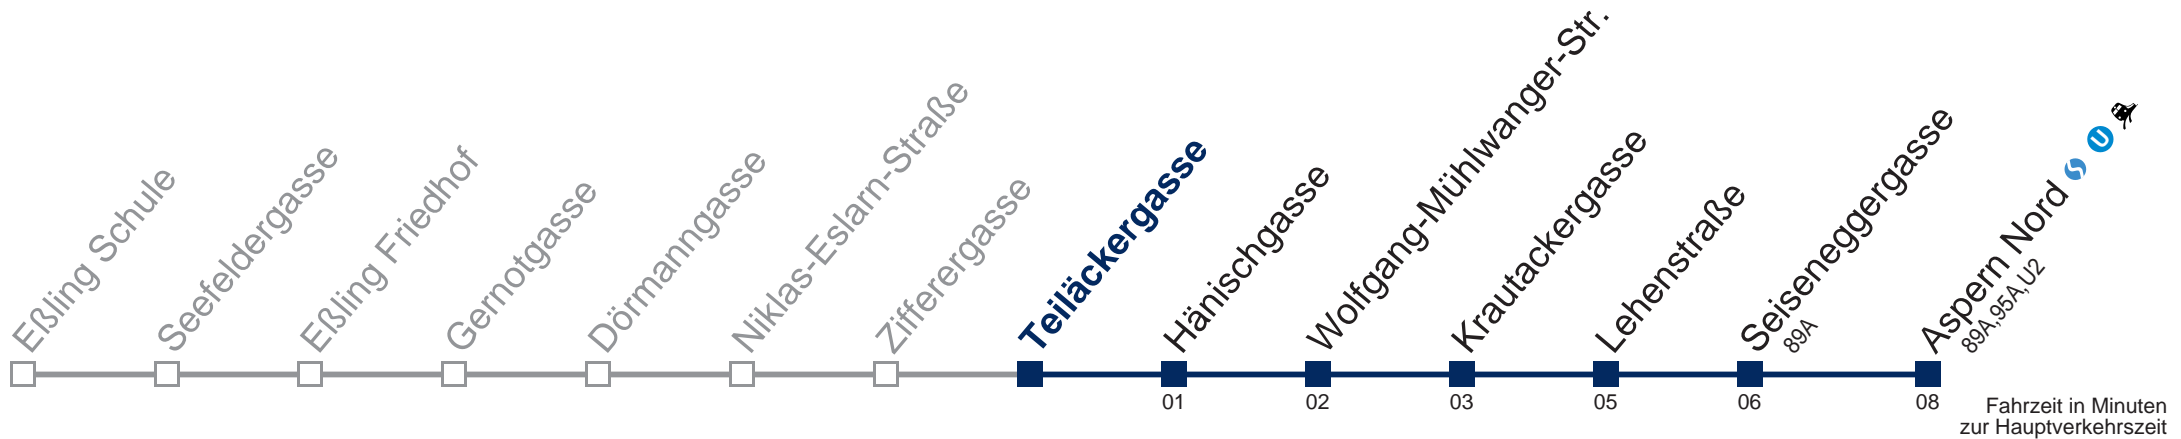 Eßling Schule
Seefeldergasse
Eßling Friedhof
Gernotgasse
Dörmanngasse
Niklas-Eslarn-Straße
Zifferergasse
Teiläckergasse
Hänischgasse
Wolfgang-Mühlwanger-Str.
Krautackergasse
Lehenstraße
Seiseneggergasse
89A
Aspern Nord
U
89A,95A,U2
01
02
03
05
06
08
Fahrzeit in Minuten
zur Hauptverkehrszeit